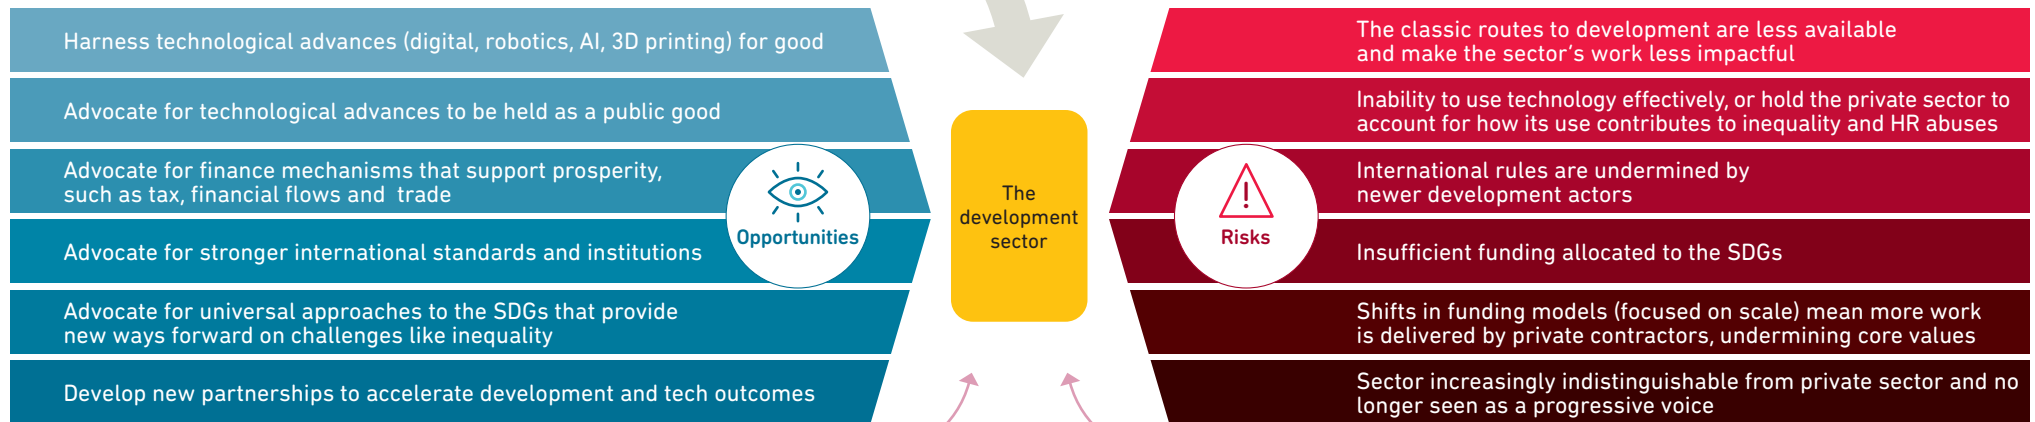 Harness technological advances (digital, robotics, AI, 3D printing) for good
Advocate for technological advances to be held as a public good
Advocate for finance mechanisms that support prosperity,
such as tax, financial flows and trade
Advocate for stronger international standards and institutions
Advocate for universal approaches to the SDGs that provide
new ways forward on challenges like inequality
Develop new partnerships to accelerate development and tech outcomes
Opportunities
The
development
sector
Risks
The classic routes to development are less available
and make the sector's work less impactful
Inability to use technology effectively, or hold the private sector to
account for how its use contributes to inequality and HR abuses
International rules are undermined by
newer development actors
Insufficient funding allocated to the SDGs
Shifts in funding models (focused on scale) mean more work
is delivered by private contractors, undermining core values
Sector increasingly indistinguishable from private sector and no
longer seen as a progressive voice